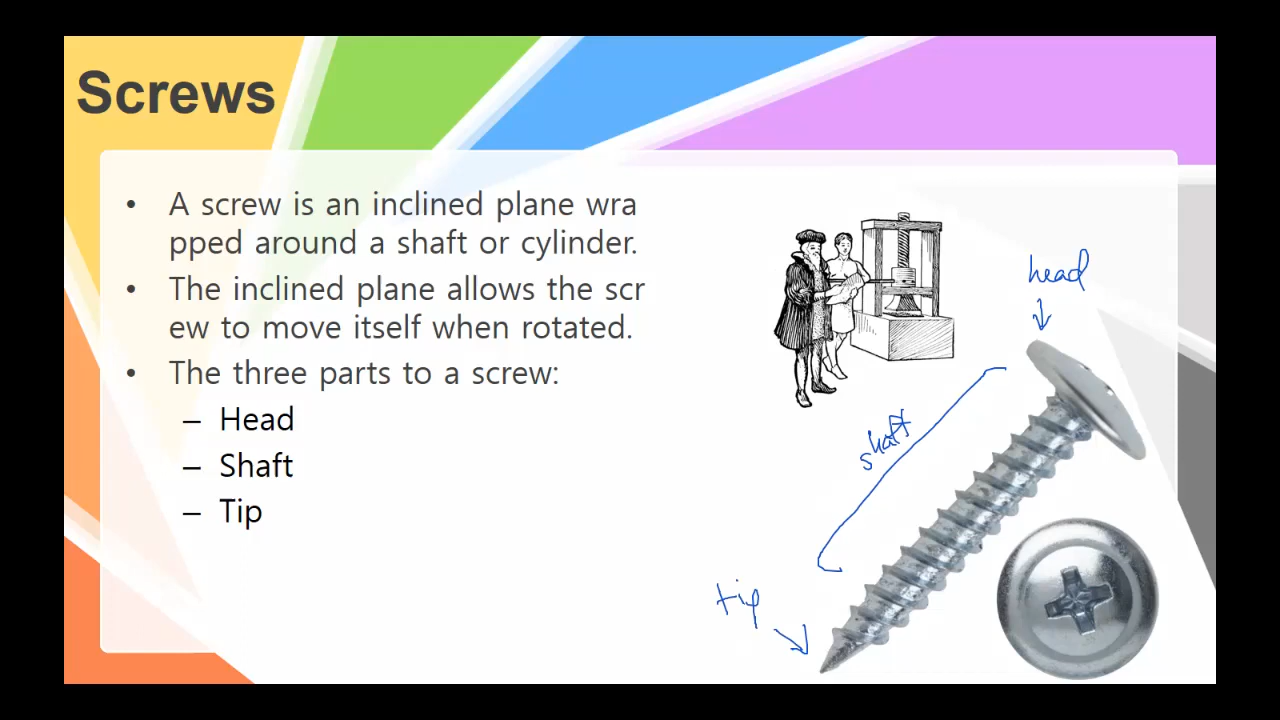 Screws
• A screw is an inclined plane wra
pped around a shaft or cylinder.
• The inclined plane allows the scr
ew to move itself when rotated.
• The three parts to a screw:
– Head
– Shaft
– Tip
head
shaft
tip